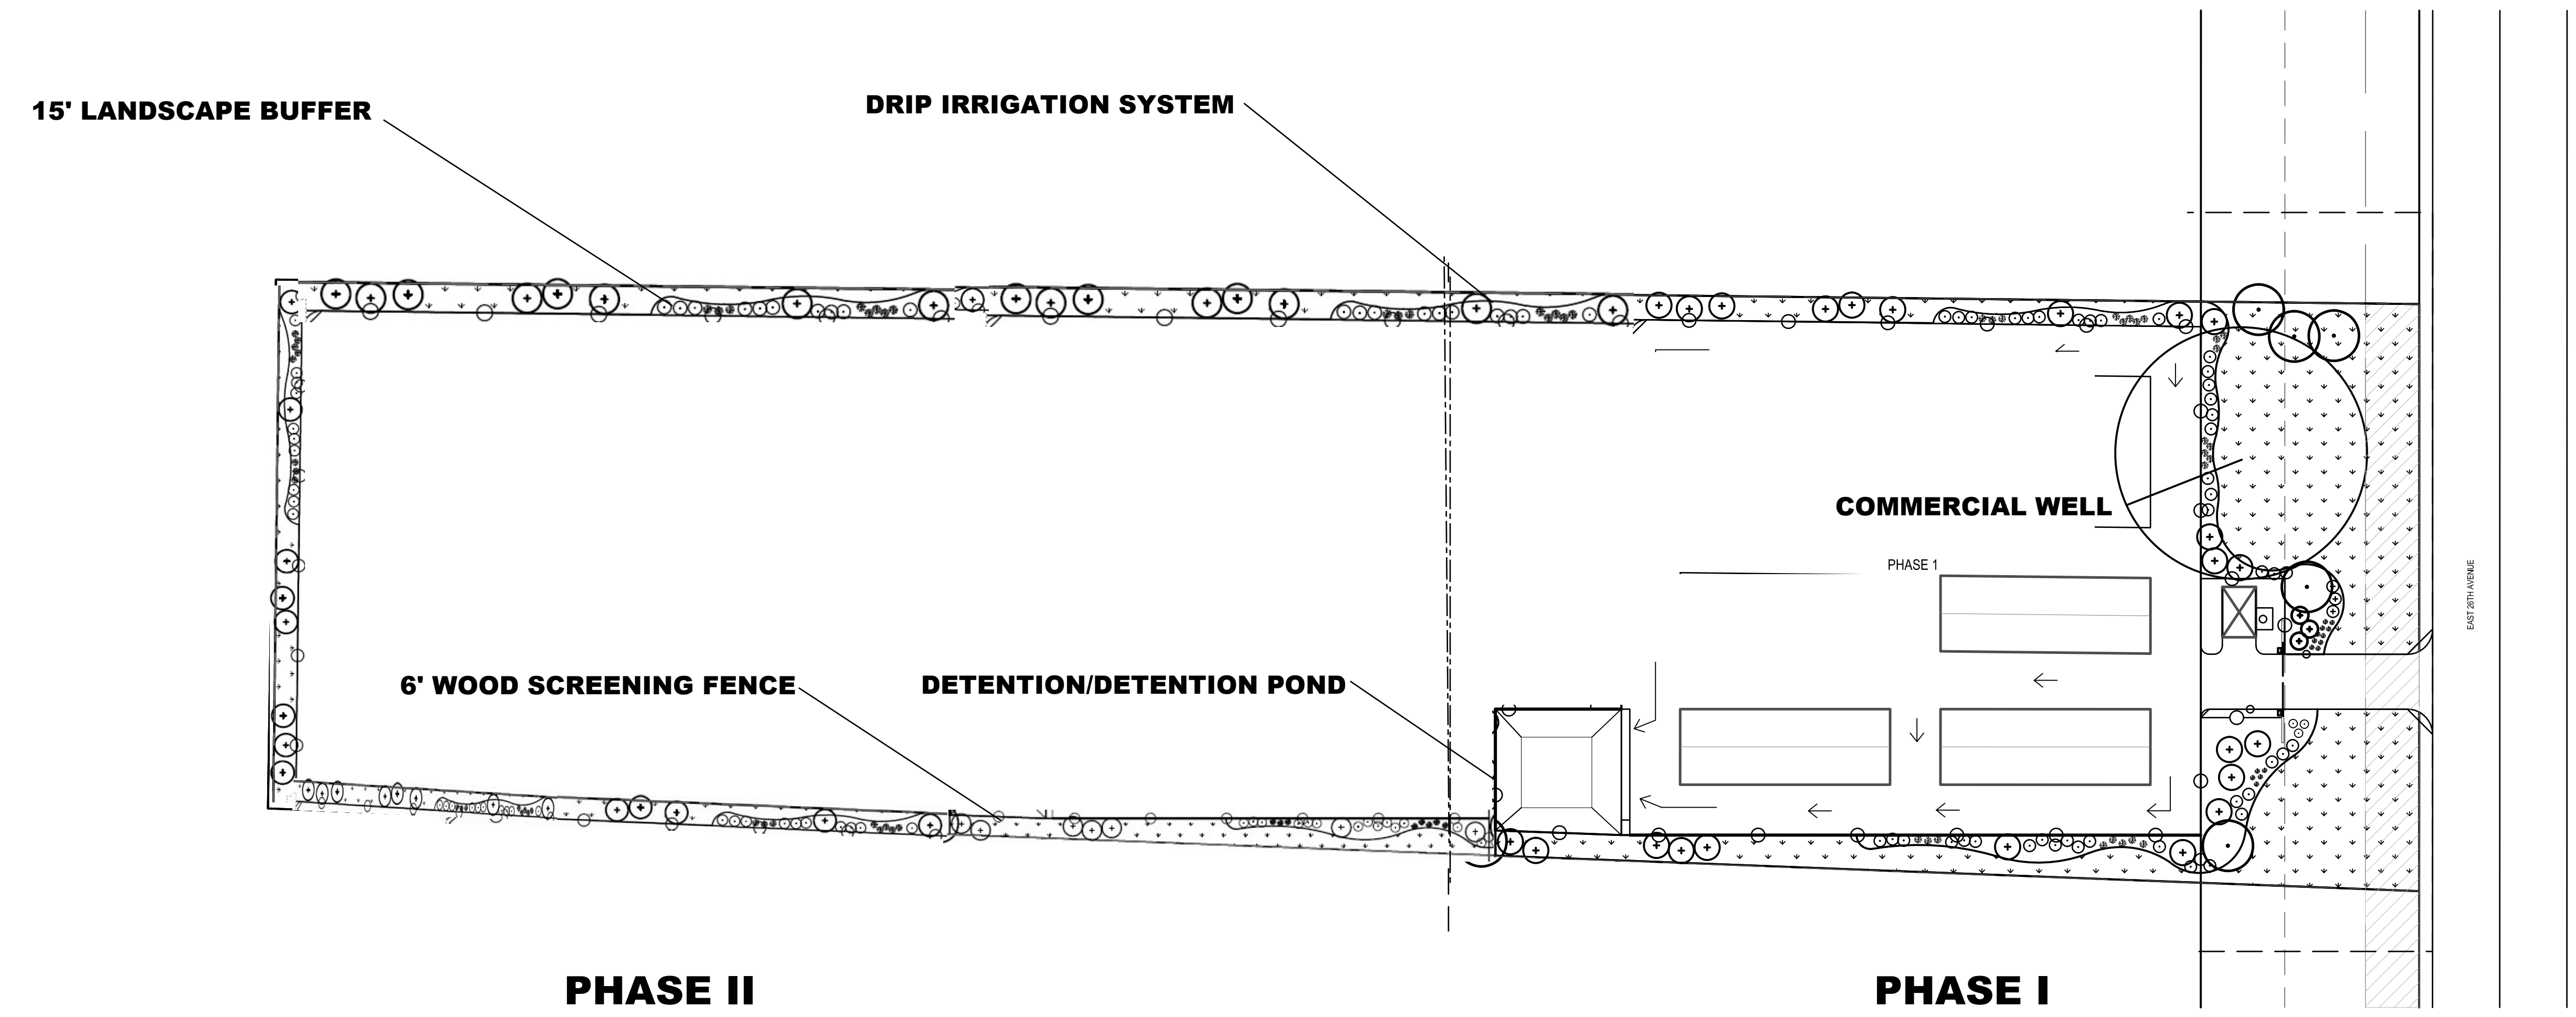 15' LANDSCAPE BUFFER
DRIP IRRIGATION SYSTEM
COMMERCIAL WELL
PHASE 1
EAST 26TH AVENUE
6' WOOD SCREENING FENCE
DETENTION/DETENTION POND
PHASE II
PHASE I